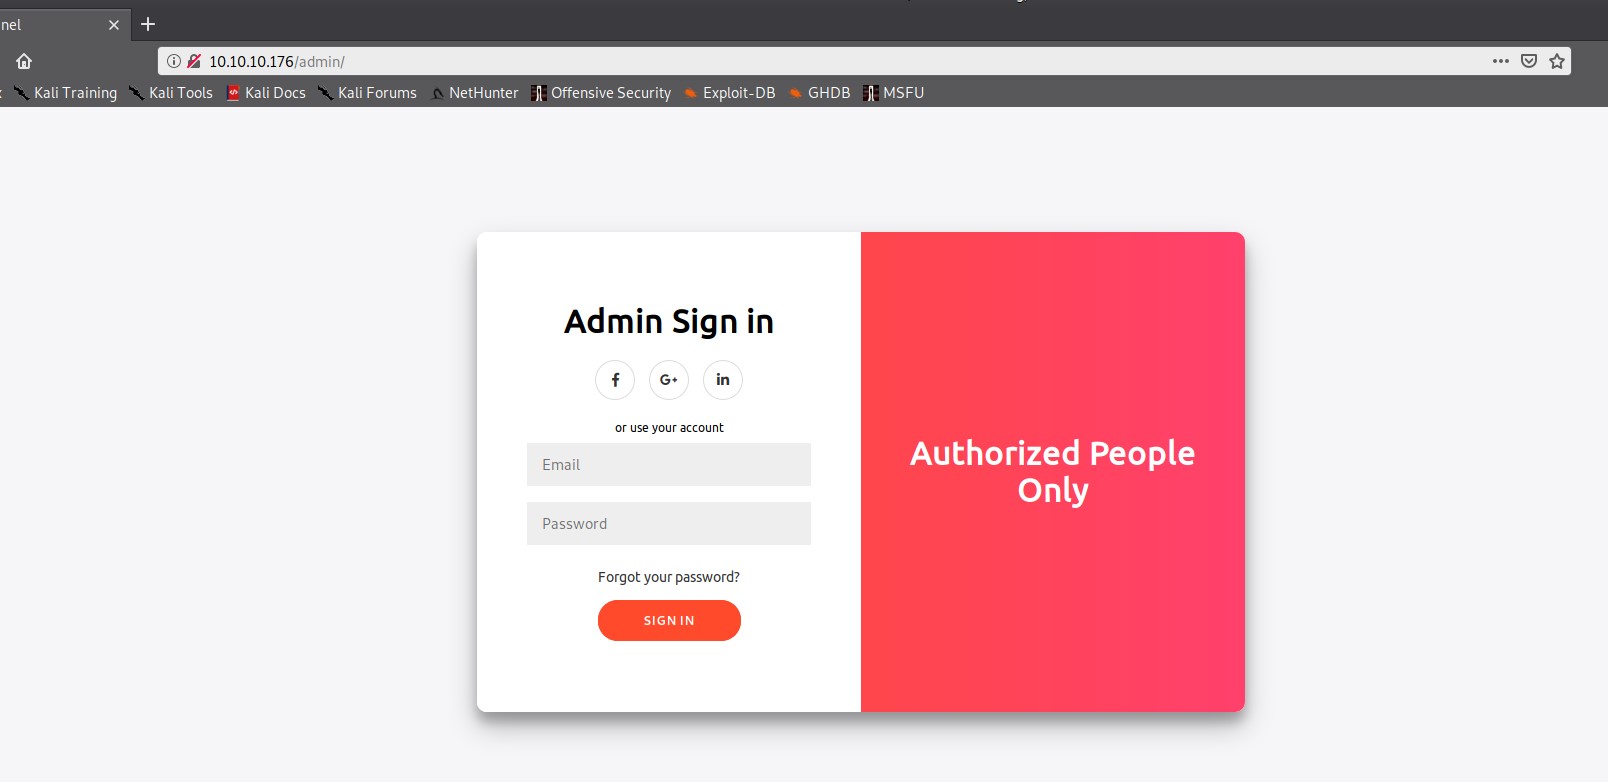 nel
10.10.10.176/admin/
Kali Training Kali Tools Kali Docs Kali Forums NetHunter Offensive Security Exploit-DB GHDB MSFU
Admin Sign in
f G+ in
or use your account
Email
Password
Forgot your password?
SIGN IN
Authorized People
Only